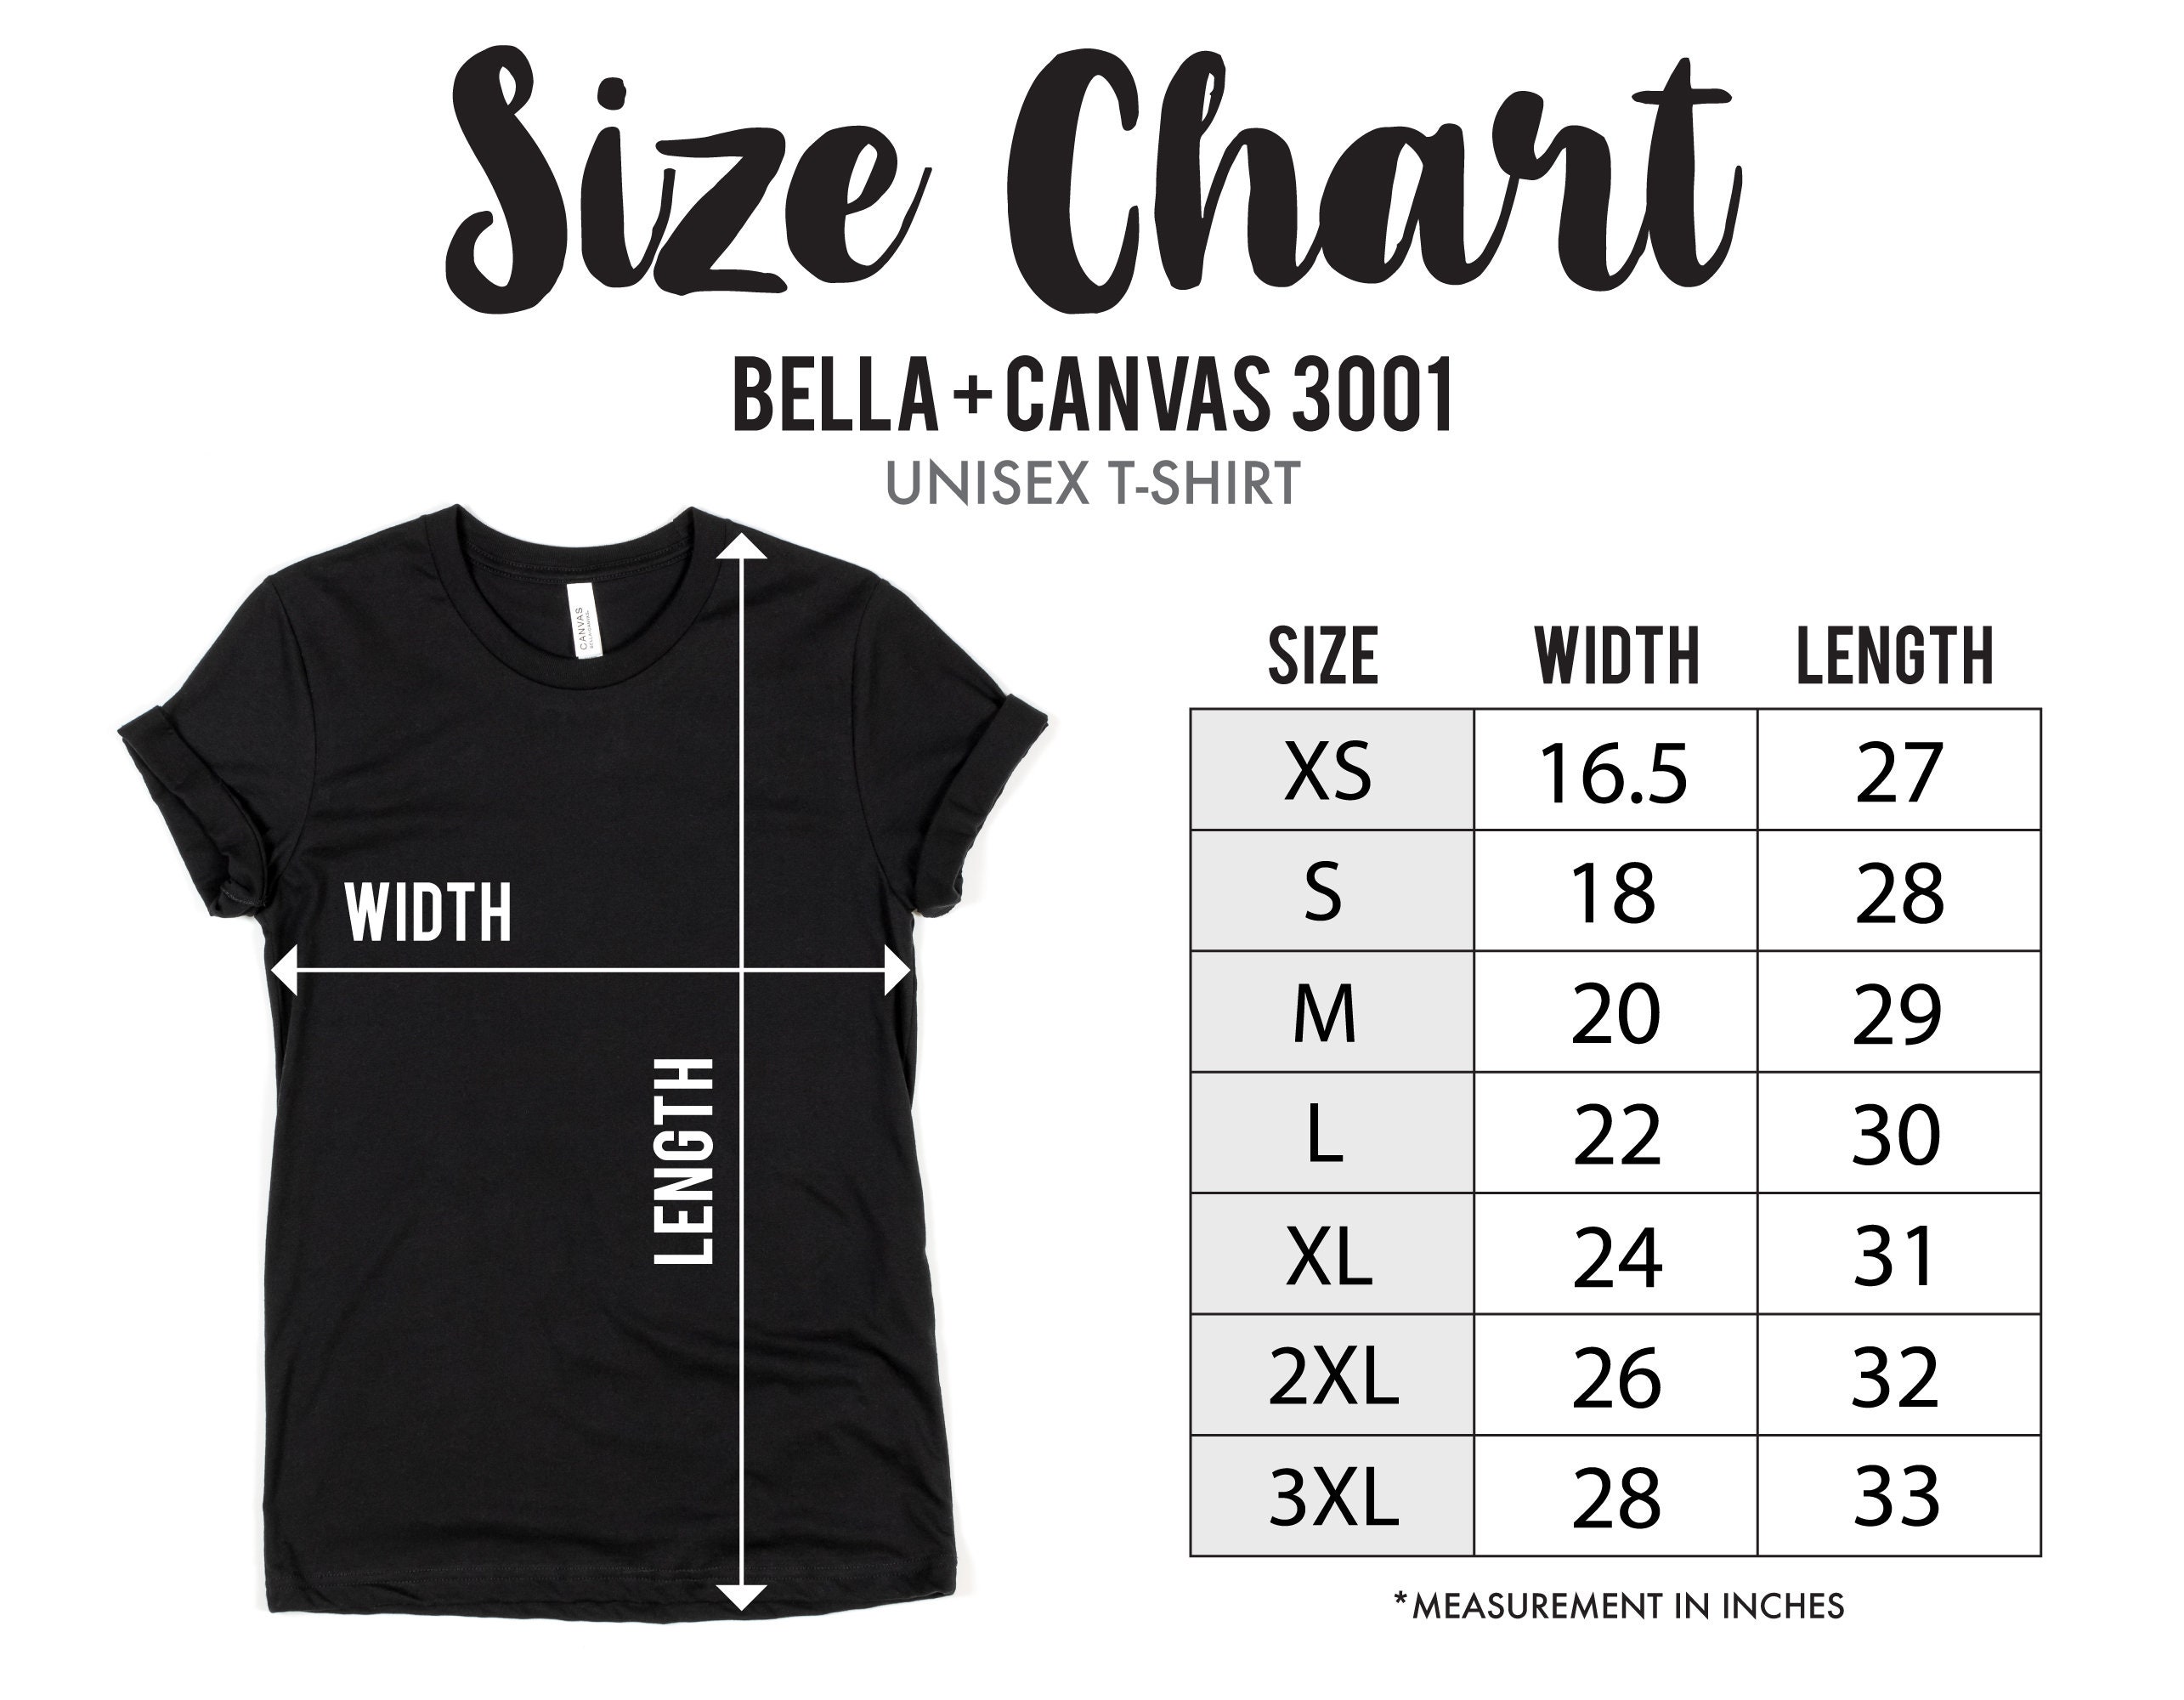 Size Chart
BELLA + CANVAS 3001
UNISEX T-SHIRT
CANVAS
WIDTH
LENGTH
SIZE WIDTH LENGTH
XS 16.5 27
S 18 28
M 20 29
L 22 30
XL 24 31
2XL 26 32
3XL 28 33
*MEASUREMENT IN INCHES